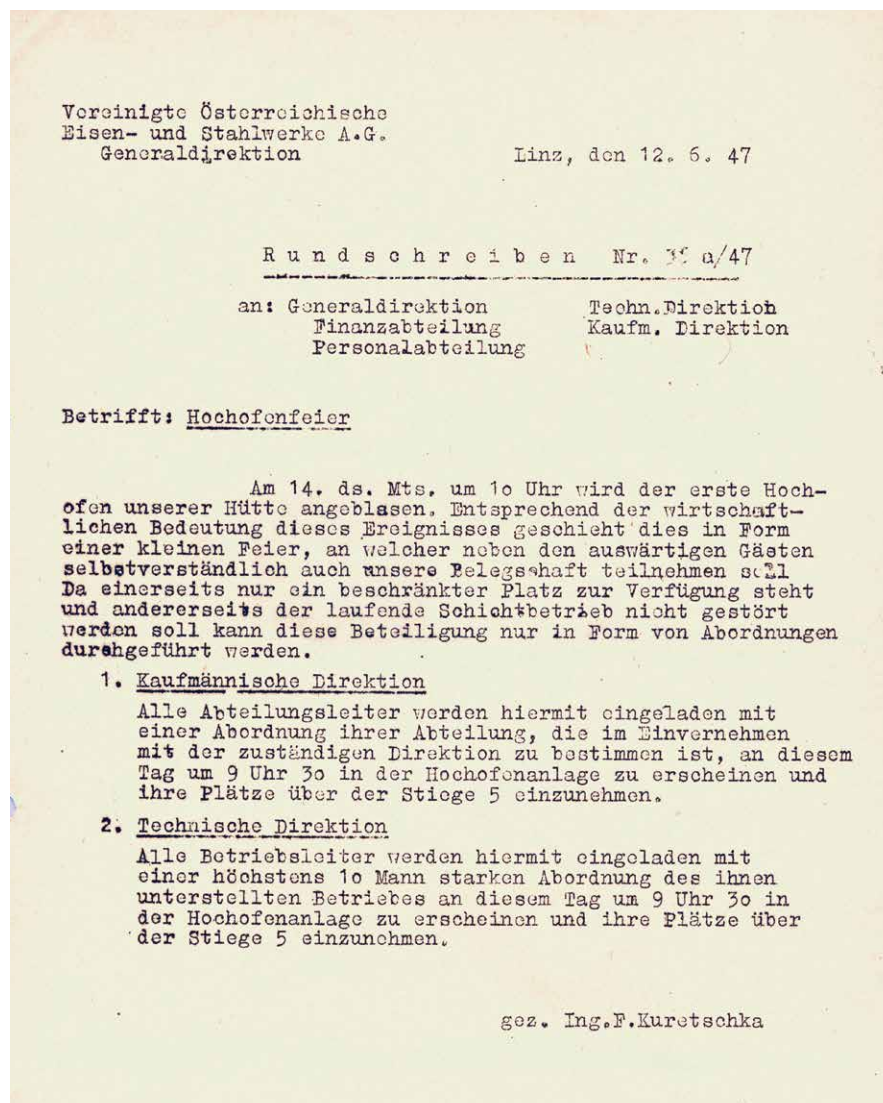 Vereinigte Österreichische
Eisen- und Stahlwerke A.G.
Generaldirektion
Linz, den 12. 6. 47
Rundschreiben Nr. a/47
an: Generaldirektion Techn.Direktion
Finanzabteilung Kaufm. Direktion
Personalabteilung
Betrifft: Hochofenfeier
Am 14. ds. Mts. um 1o Uhr wird der erste Hoch-
ofen unserer Hütte angeblasen. Entsprechend der wirtschaft-
lichen Bedeutung dieses Ereignisses geschieht dies in Form
einer kleinen Feier, an welcher neben den auswärtigen Gästen
selbstverständlich auch unsere Belegsshaft teilnehmen soll
Da einerseits nur ein beschränkter Platz zur Verfügung steht
und andererseits der laufende Schichtbetrieb nicht gestört
werden soll kann diese Beteiligung nur in Form von Abordnungen
durchgeführt werden.
1. Kaufmännische Direktion
Alle Abteilungsleiter werden hiermit eingeladen mit
einer Abordnung ihrer Abteilung, die im Einvernehmen
mit der zuständigen Direktion zu bestimmen ist, an diesem
Tag um 9 Uhr 3o in der Hochofenanlage zu erscheinen und
ihre Plätze über der Stiege 5 einzunehmen.
2. Technische Direktion
Alle Betriebsleiter werden hiermit eingeladen mit
einer höchstens 1o Mann starken Abordnung des ihnen
unterstellten Betriebes an diesem Tag um 9 Uhr 3o in
der Hochofenanlage zu erscheinen und ihre Plätze über
der Stiege 5 einzunehmen.
gez. Ing.F.Kuretschka